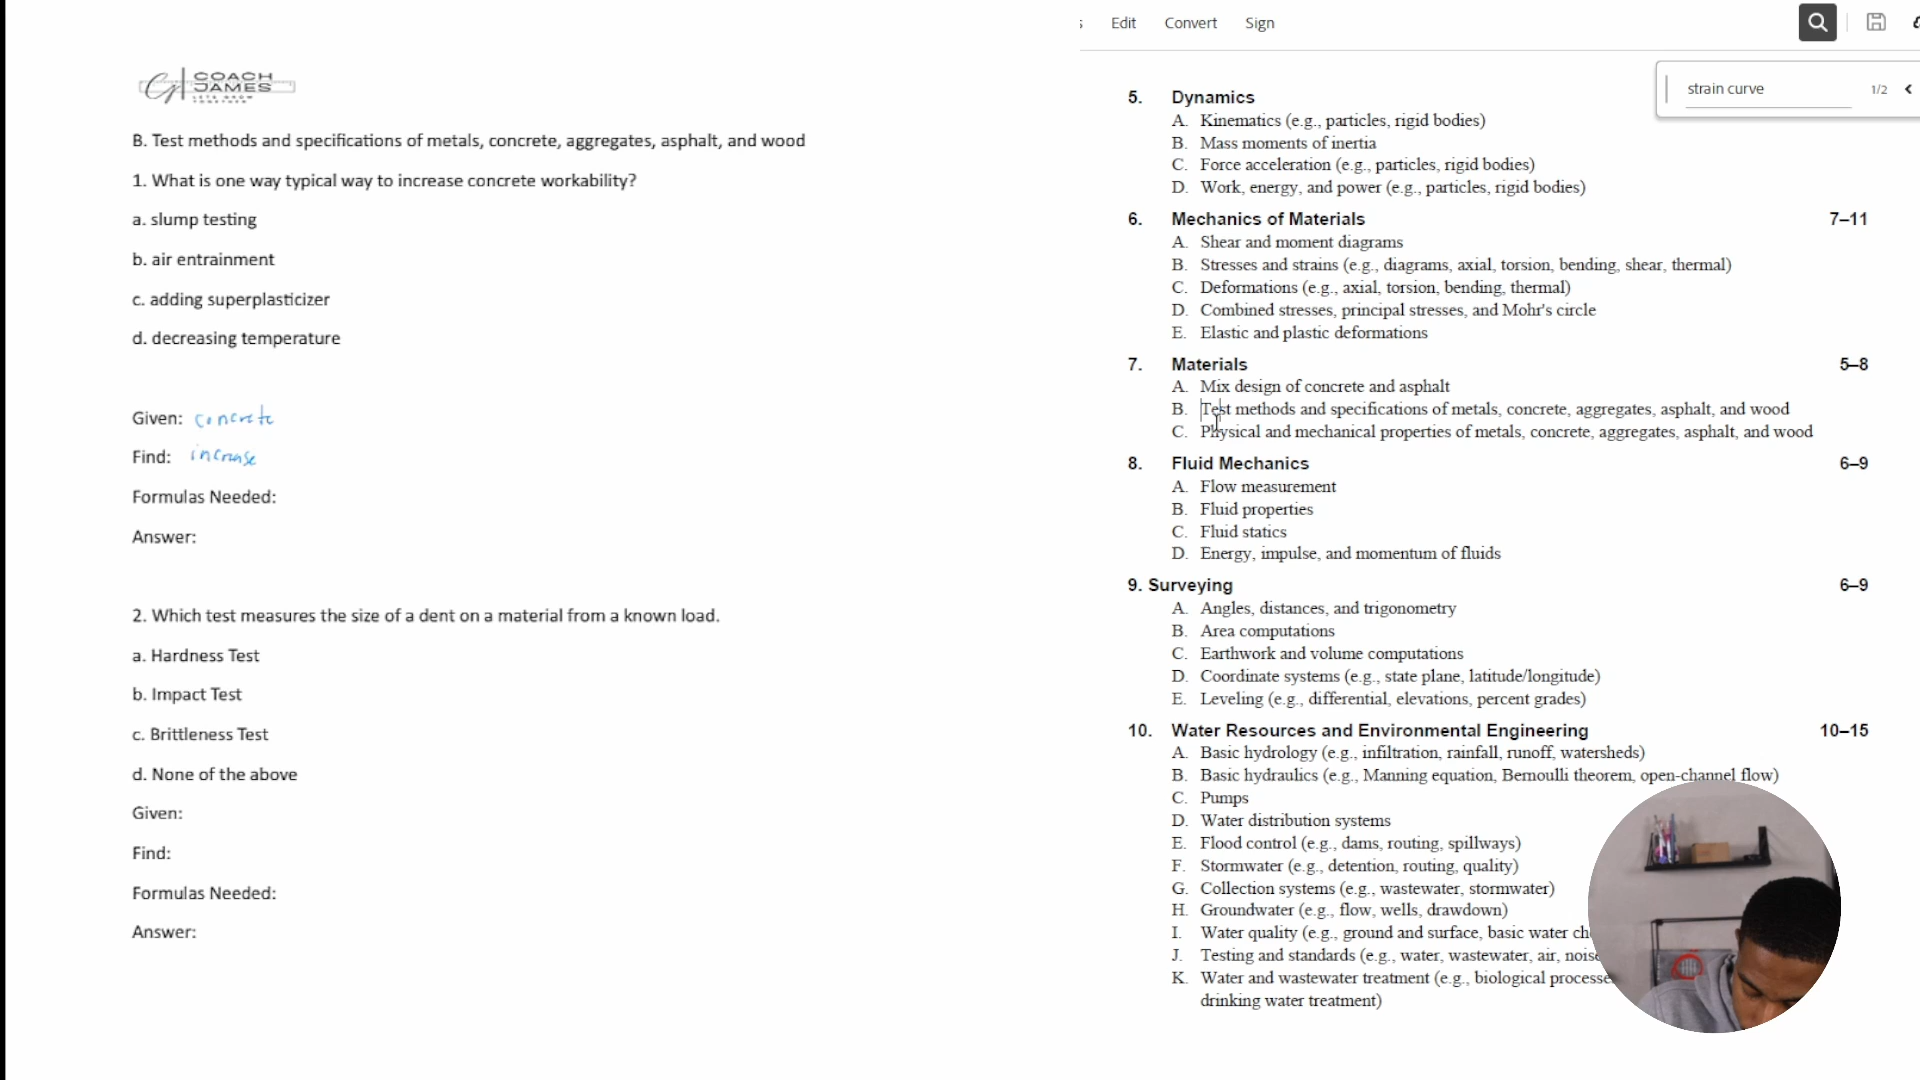 COACH
JAMES
LETS GROW
TOGETHER
B. Test methods and specifications of metals, concrete, aggregates, asphalt, and wood
1. What is one way typical way to increase concrete workability?
a. slump testing
b. air entrainment
c. adding superplasticizer
d. decreasing temperature
Given: concrete
Find: increase
Formulas Needed:
Answer:
2. Which test measures the size of a dent on a material from a known load.
a. Hardness Test
b. Impact Test
c. Brittleness Test
d. None of the above
Given:
Find:
Formulas Needed:
Answer:
s Edit Convert Sign
strain curve 1/2
5. Dynamics
A. Kinematics (e.g., particles, rigid bodies)
B. Mass moments of inertia
C. Force acceleration (e.g., particles, rigid bodies)
D. Work, energy, and power (e.g., particles, rigid bodies)
6. Mechanics of Materials 7–11
A. Shear and moment diagrams
B. Stresses and strains (e.g., diagrams, axial, torsion, bending, shear, thermal)
C. Deformations (e.g., axial, torsion, bending, thermal)
D. Combined stresses, principal stresses, and Mohr's circle
E. Elastic and plastic deformations
7. Materials 5–8
A. Mix design of concrete and asphalt
B. Test methods and specifications of metals, concrete, aggregates, asphalt, and wood
C. Physical and mechanical properties of metals, concrete, aggregates, asphalt, and wood
8. Fluid Mechanics 6–9
A. Flow measurement
B. Fluid properties
C. Fluid statics
D. Energy, impulse, and momentum of fluids
9. Surveying 6–9
A. Angles, distances, and trigonometry
B. Area computations
C. Earthwork and volume computations
D. Coordinate systems (e.g., state plane, latitude/longitude)
E. Leveling (e.g., differential, elevations, percent grades)
10. Water Resources and Environmental Engineering 10–15
A. Basic hydrology (e.g., infiltration, rainfall, runoff, watersheds)
B. Basic hydraulics (e.g., Manning equation, Bernoulli theorem, open-channel flow)
C. Pumps
D. Water distribution systems
E. Flood control (e.g., dams, routing, spillways)
F. Stormwater (e.g., detention, routing, quality)
G. Collection systems (e.g., wastewater, stormwater)
H. Groundwater (e.g., flow, wells, drawdown)
I. Water quality (e.g., ground and surface, basic water
J. Testing and standards (e.g., water, wastewater, air,
K. Water and wastewater treatment (e.g., biological
drinking water treatment)